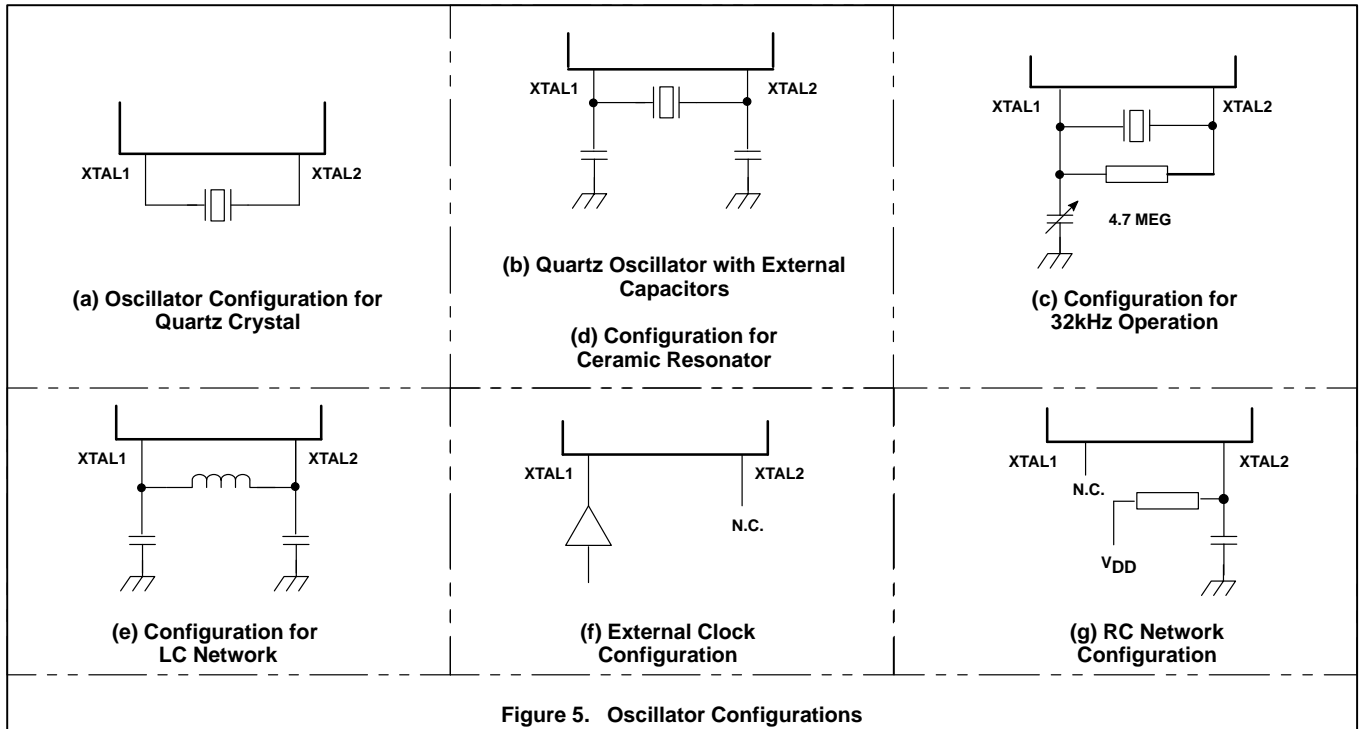 XTAL1
XTAL2
(a) Oscillator Configuration for
Quartz Crystal
XTAL1
XTAL2
(b) Quartz Oscillator with External
Capacitors
(d) Configuration for
Ceramic Resonator
XTAL1
XTAL2
4.7 MEG
(c) Configuration for
32kHz Operation
XTAL1
XTAL2
(e) Configuration for
LC Network
XTAL1
XTAL2
N.C.
(f) External Clock
Configuration
XTAL1
XTAL2
N.C.
VDD
(g) RC Network
Configuration
Figure 5. Oscillator Configurations